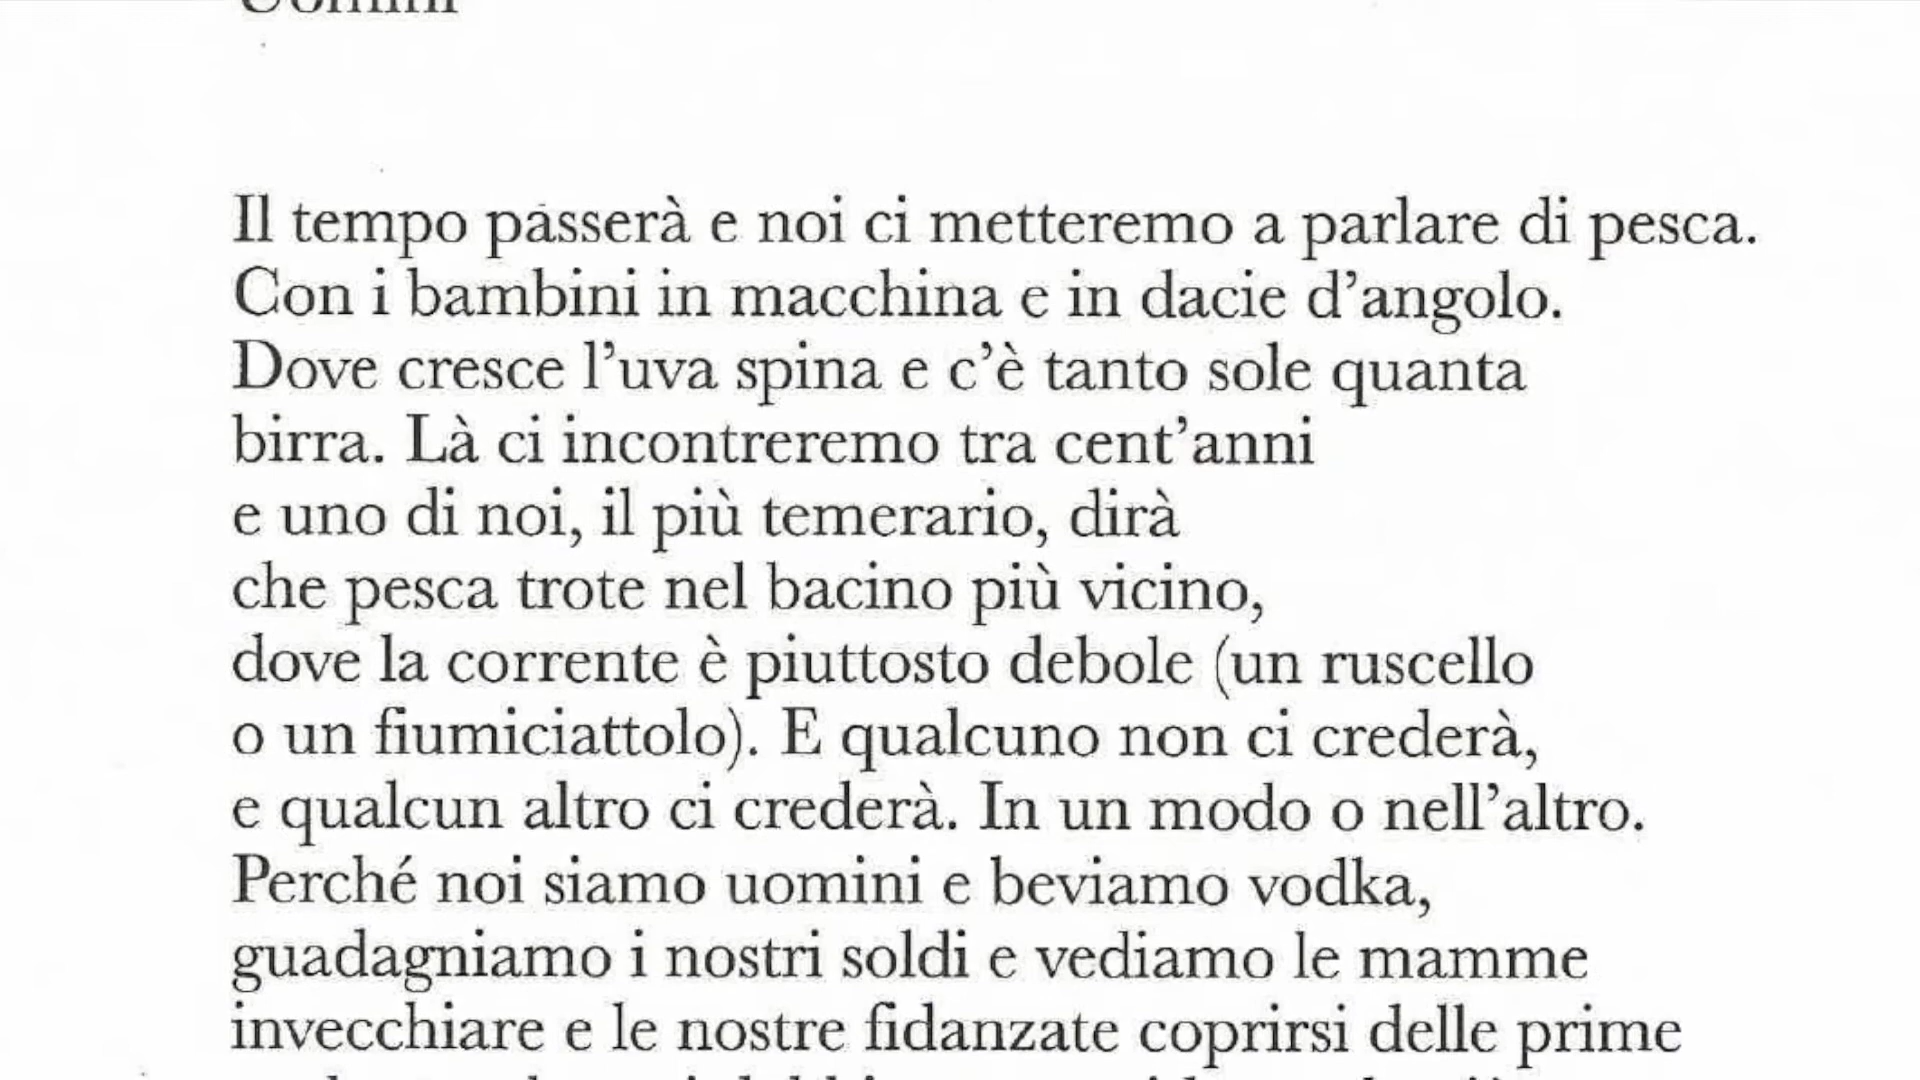 Uomini
Il tempo passerà e noi ci metteremo a parlare di pesca.
Con i bambini in macchina e in dacie d’angolo.
Dove cresce l’uva spina e c’è tanto sole quanta
birra. Là ci incontreremo tra cent’anni
e uno di noi, il più temerario, dirà
che pesca trote nel bacino più vicino,
dove la corrente è piuttosto debole (un ruscello
o un fiumiciattolo). E qualcuno non ci crederà,
e qualcun altro ci crederà. In un modo o nell’altro.
Perché noi siamo uomini e beviamo vodka,
guadagniamo i nostri soldi e vediamo le mamme
invecchiare e le nostre fidanzate coprirsi delle prime